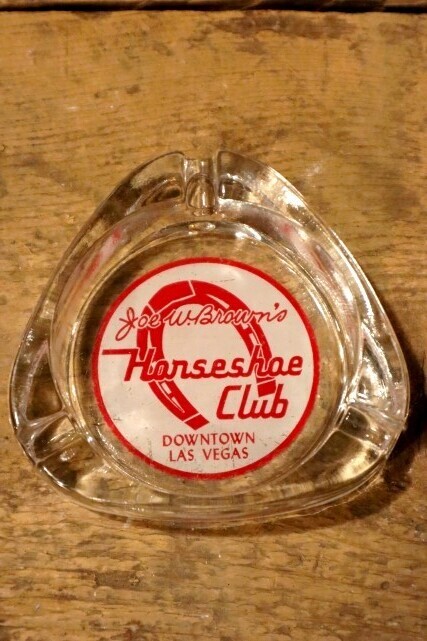 Joe W. Brown's
Horseshoe
Club
DOWNTOWN
LAS VEGAS